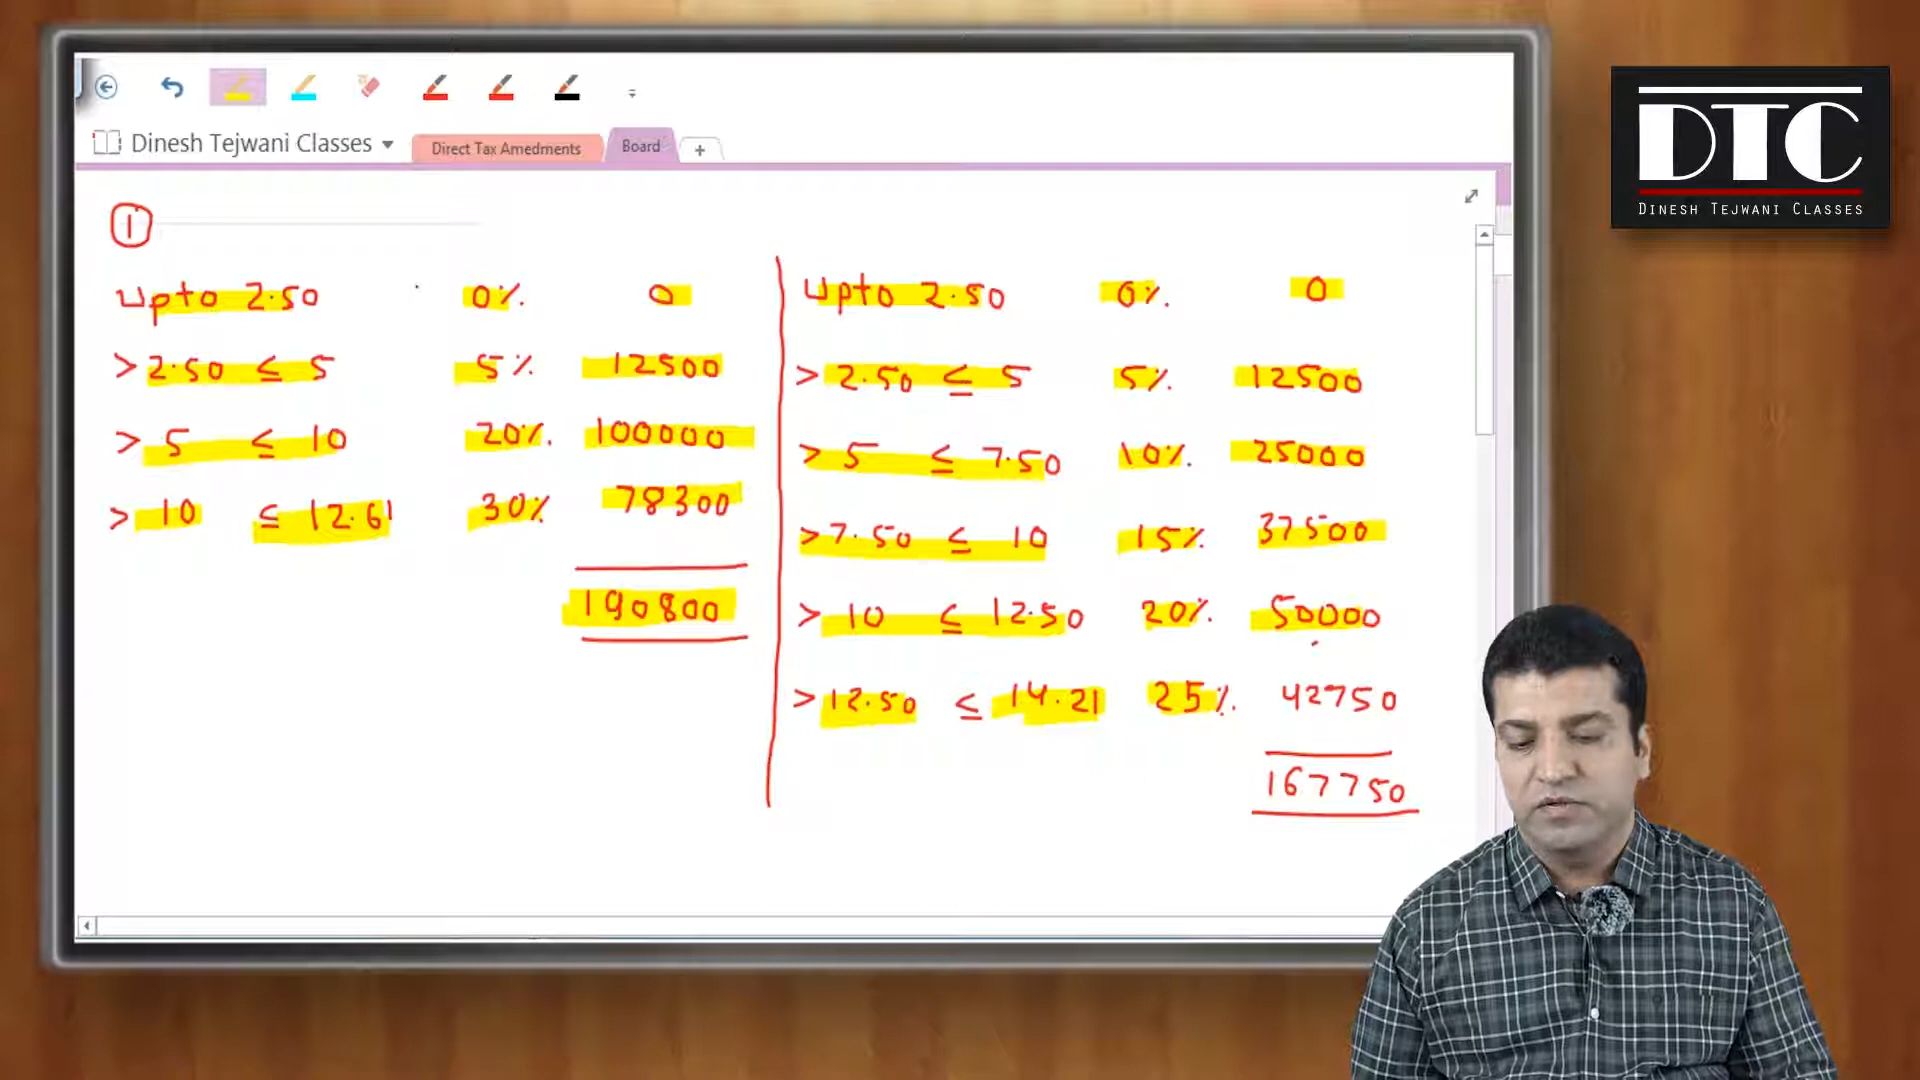 DTC
DINESH TEJWANI CLASSES
Dinesh Tejwani Classes
Direct Tax Amedments
Board
1
Upto 2.50 0% 0
> 2.50 ≤ 5 5% 12500
> 5 ≤ 10 20% 100000
> 10 ≤ 12.61 30% 78300
190800
Upto 2.50 0% 0
> 2.50 ≤ 5 5% 12500
> 5 ≤ 7.50 10% 25000
> 7.50 ≤ 10 15% 37500
> 10 ≤ 12.50 20% 50000
> 12.50 ≤ 14.21 25% 42750
167750